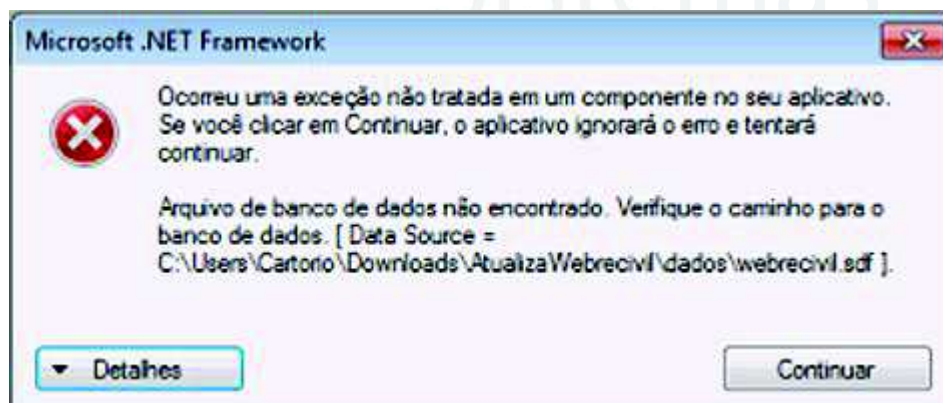 Microsoft .NET Framework
Ocorreu uma exceção não tratada em um componente no seu aplicativo.
Se você clicar em Continuar, o aplicativo ignorará o erro e tentará
continuar.
Arquivo de banco de dados não encontrado. Verifique o caminho para o
banco de dados. [ Data Source =
C:\Users\Cartorio\Downloads\AtualizaWebrecivil\dados\webrecivil.sdf ].
Detalhes
Continuar